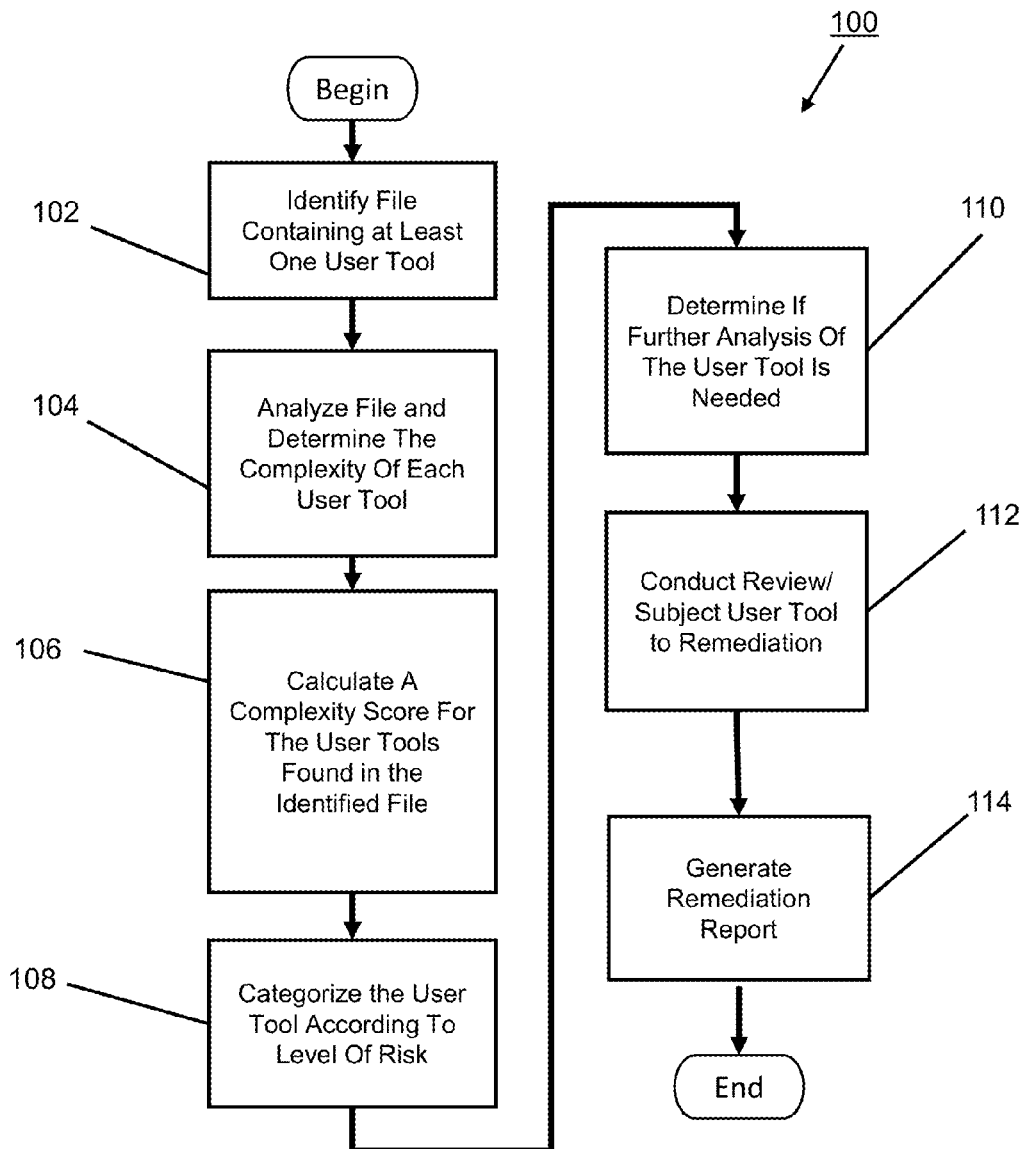 100
Begin
102
Identify File
Containing at Least
One User Tool
104
Analyze File and
Determine The
Complexity Of Each
User Tool
106
Calculate A
Complexity Score For
The User Tools
Found in the
Identified File
108
Categorize the User
Tool According To
Level Of Risk
110
Determine If
Further Analysis Of
The User Tool Is
Needed
112
Conduct Review/
Subject User Tool
to Remediation
114
Generate
Remediation
Report
End